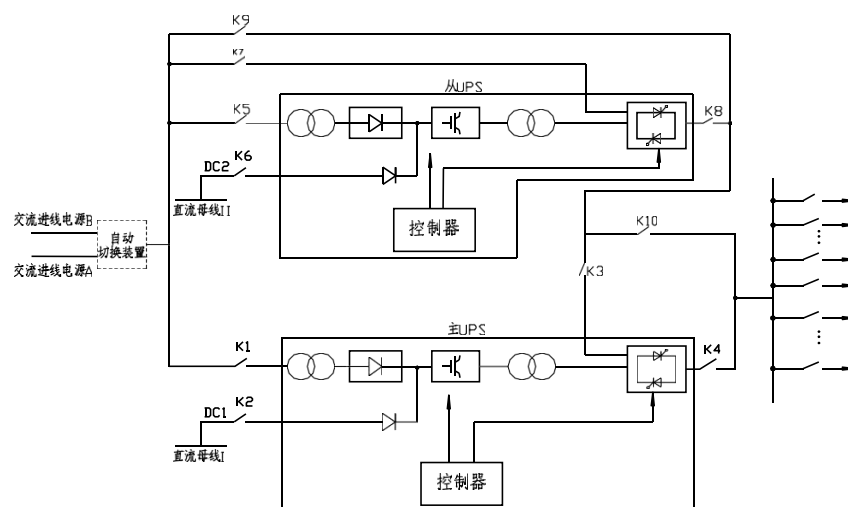 K9
K7
从UPS
K5
K8
DC2 K6
直流母线II
控制器
交流进线电源B
自动
切换装置
交流进线电源A
K10
K3
主UPS
K1
K4
DC1 K2
直流母线I
控制器